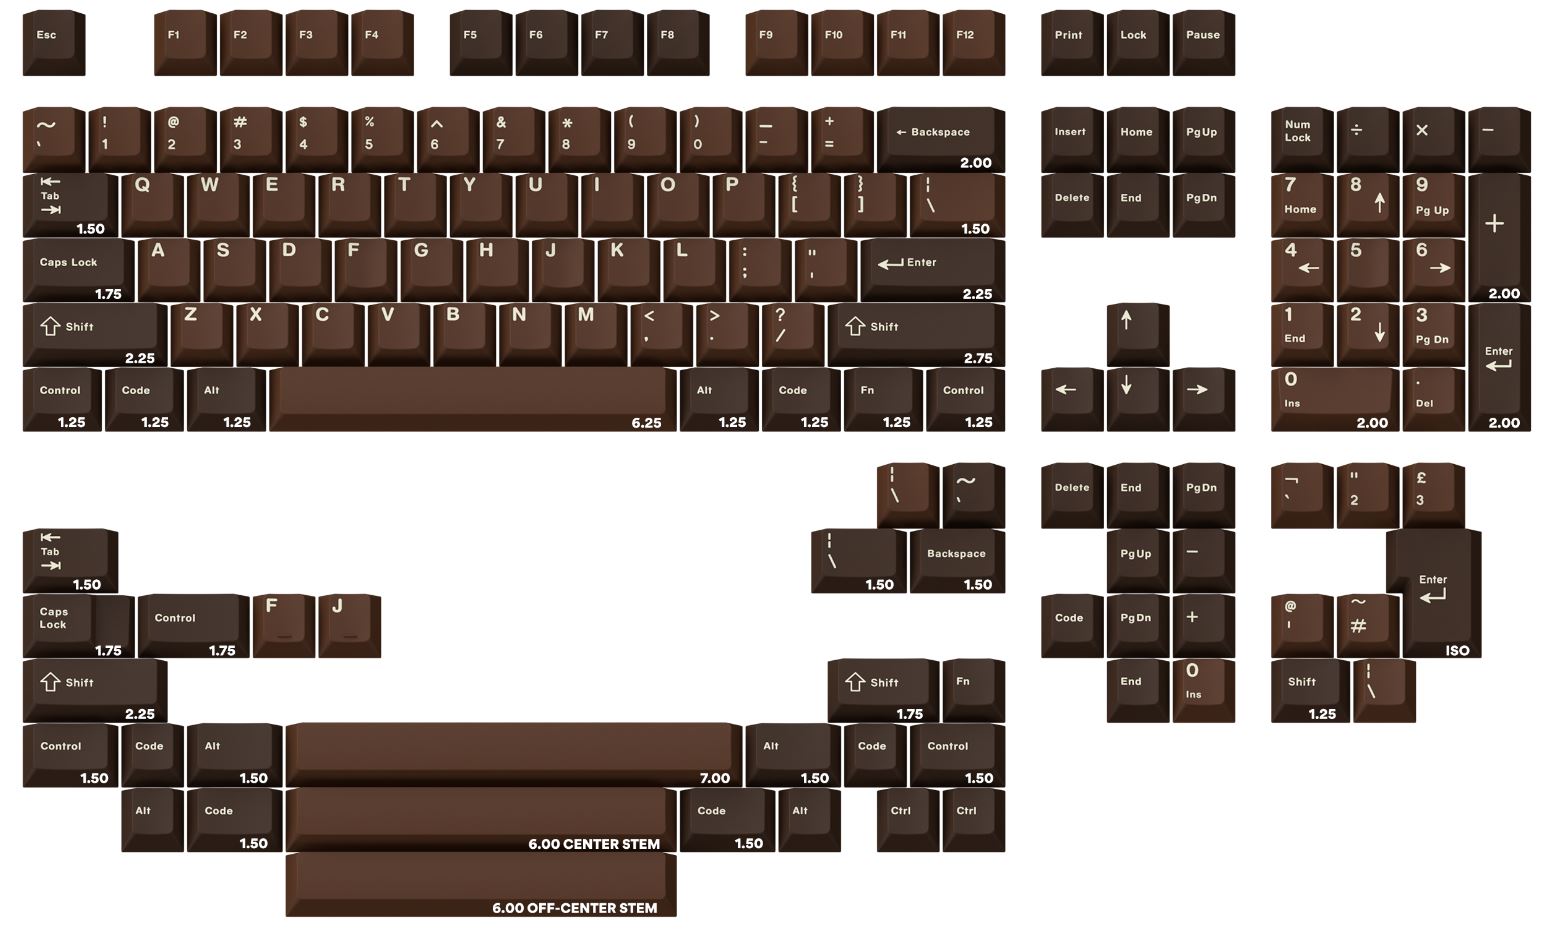 Esc F1 F2 F3 F4 F5 F6 F7 F8 F9 F10 F11 F12 Print Lock Pause
~ ! @ # $ % ^ & * ( ) _ + ← Backspace Insert Home PgUp Num Lock ÷ × −
` 1 2 3 4 5 6 7 8 9 0 - = 2.00
⇤ Tab ⇥ 1.50 Q W E R T Y U I O P { [ } ] ¦ \ 1.50 Delete End PgDn 7 Home 8 ↑ 9 Pg Up + 2.00
Caps Lock 1.75 A S D F G H J K L : ; " ' ↵ Enter 2.25 4 ← 5 6 →
⇧ Shift 2.25 Z X C V B N M < , > . ? / ⇧ Shift 2.75 ↑ 1 End 2 ↓ 3 Pg Dn Enter ↵ 2.00
Control 1.25 Code 1.25 Alt 1.25 6.25 Alt 1.25 Code 1.25 Fn 1.25 Control 1.25 ← ↓ → 0 Ins 2.00 . Del
¦ \ ~ ` Delete End PgDn ¬ ` " 2 £ 3
⇤ Tab ⇥ 1.50 ¦ \ 1.50 Backspace 1.50 PgUp − Enter ↵ ISO
Caps Lock 1.75 Control 1.75 F _ J _ Code PgDn + @ ' ~ #
⇧ Shift 2.25 ⇧ Shift 1.75 Fn End 0 Ins Shift 1.25 ¦ \
Control 1.50 Code Alt 1.50 7.00 Alt 1.50 Code Control 1.50
Alt Code 1.50 6.00 CENTER STEM Code 1.50 Alt Ctrl Ctrl
6.00 OFF-CENTER STEM